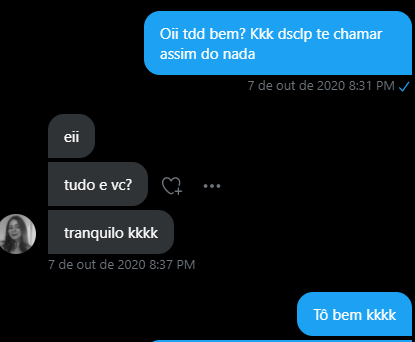 Oii tdd bem? Kkk dsclp te chamar
assim do nada
7 de out de 2020 8:31 PM
eii
tudo e vc?
tranquilo kkkk
7 de out de 2020 8:37 PM
Tô bem kkkk